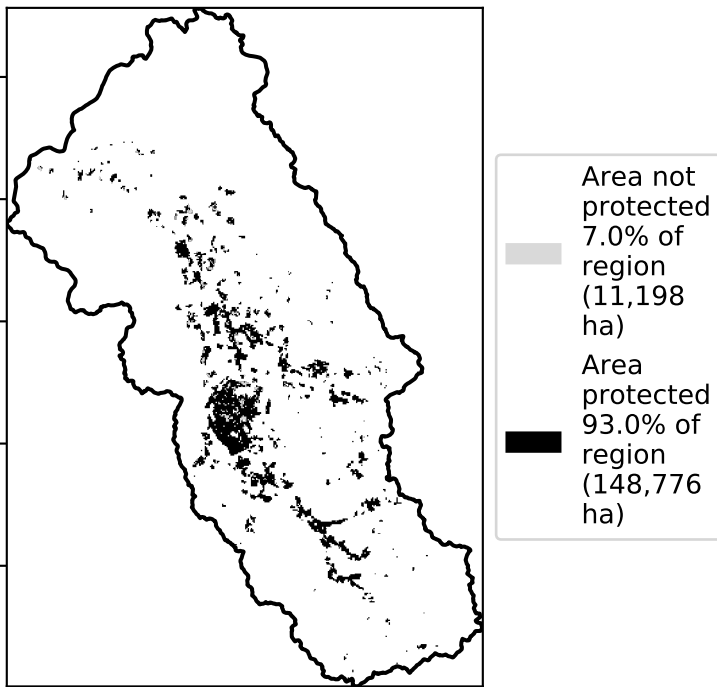 Area not
protected
7.0% of
region
(11,198
ha)
Area
protected
93.0% of
region
(148,776
ha)